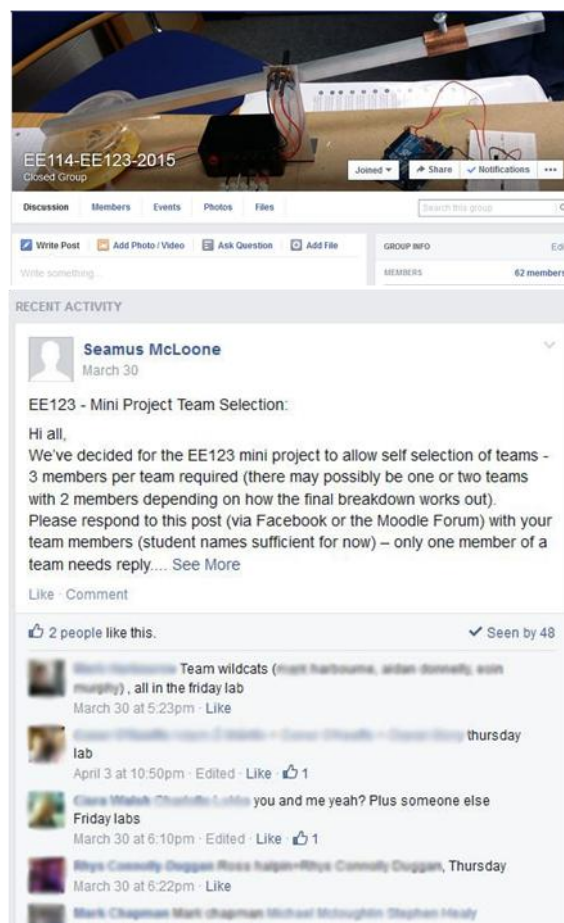 EE114-EE123-2015
Closed Group
Joined
Share
Notifications
Discussion Members Events Photos Files
Search this group
Write Post Add Photo / Video Ask Question Add File
Write something...
GROUP INFO
MEMBERS 62 members
RECENT ACTIVITY
Seamus McLoone
March 30
EE123 - Mini Project Team Selection:
Hi all,
We've decided for the EE123 mini project to allow self selection of teams -
3 members per team required (there may possibly be one or two teams
with 2 members depending on how the final breakdown works out).
Please respond to this post (via Facebook or the Moodle Forum) with your
team members (student names sufficient for now) – only one member of a
team needs reply.... See More
Like · Comment
2 people like this. Seen by 48
Team wildcats (
) , all in the friday lab
March 30 at 5:23pm · Like
thursday
lab
April 3 at 10:50pm · Edited · Like · 1
you and me yeah? Plus someone else
Friday labs
March 30 at 6:10pm · Edited · Like · 1
, Thursday
March 30 at 6:22pm · Like